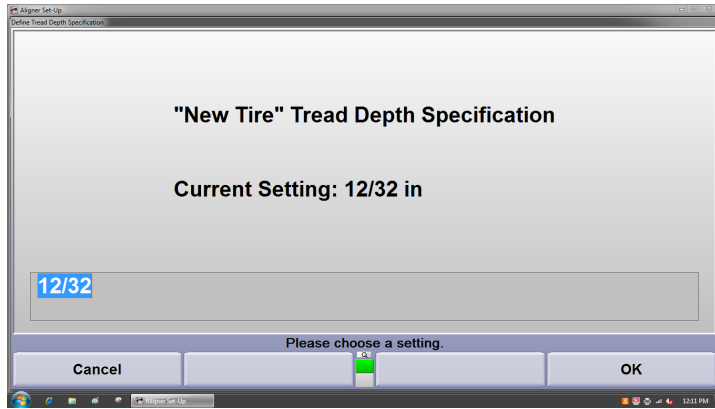 Aligner Set-Up
Define Tread Depth Specification
"New Tire" Tread Depth Specification
Current Setting: 12/32 in
12/32
Please choose a setting.
Cancel
OK
Aligner Set-Up
12:11 PM